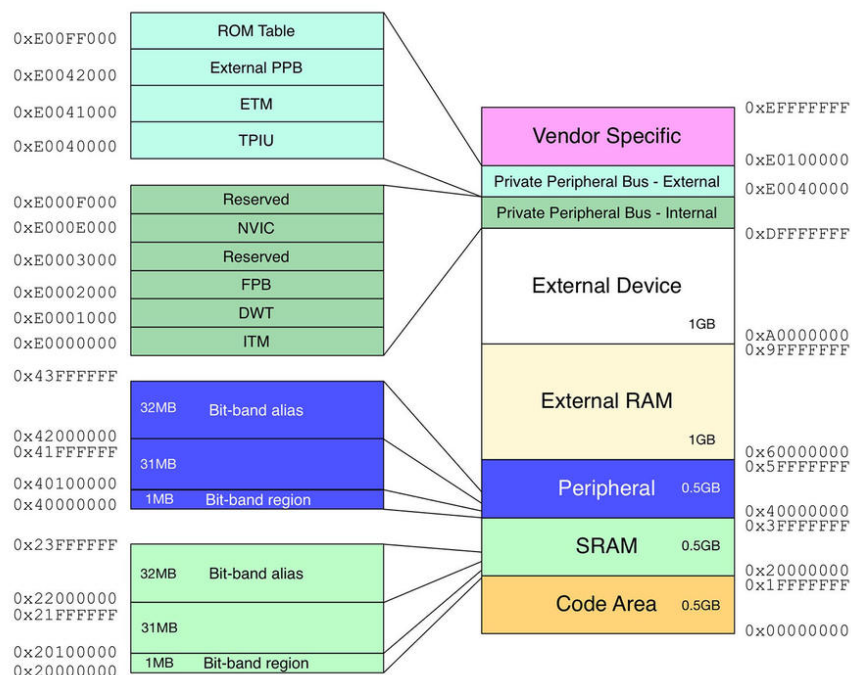 0xE00FF000
ROM Table
0xE0042000
External PPB
0xE0041000
ETM
0xE0040000
TPIU
0xE000F000
Reserved
0xE000E000
NVIC
0xE0003000
Reserved
0xE0002000
FPB
0xE0001000
DWT
0xE0000000
ITM
0x43FFFFFF
32MB Bit-band alias
0x42000000
0x41FFFFFF
31MB
0x40100000
1MB Bit-band region
0x40000000
0x23FFFFFF
32MB Bit-band alias
0x22000000
0x21FFFFFF
31MB
0x20100000
1MB Bit-band region
0x20000000
0xEFFFFFFF
Vendor Specific
0xE0100000
Private Peripheral Bus - External
0xE0040000
Private Peripheral Bus - Internal
0xDFFFFFFF
External Device
1GB
0xA0000000
0x9FFFFFFF
External RAM
1GB
0x60000000
0x5FFFFFFF
Peripheral 0.5GB
0x40000000
0x3FFFFFFF
SRAM 0.5GB
0x20000000
0x1FFFFFFF
Code Area 0.5GB
0x00000000